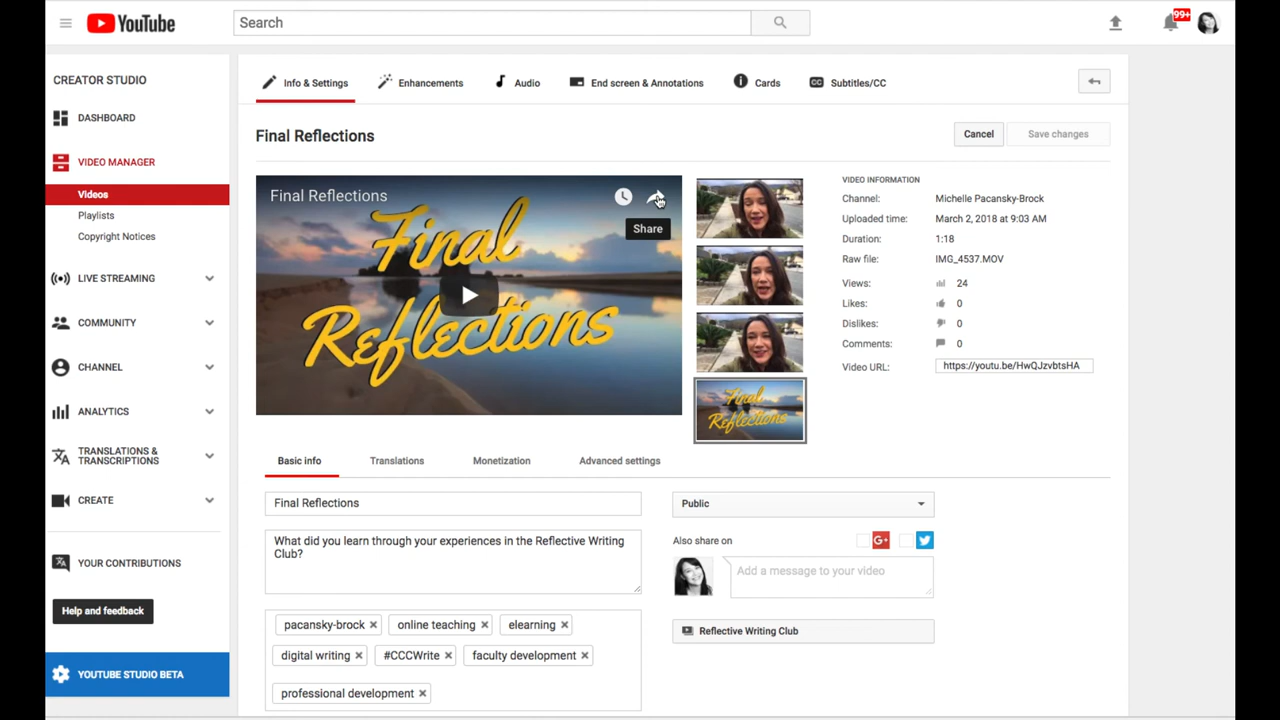 YouTube
Search
99+
CREATOR STUDIO
DASHBOARD
VIDEO MANAGER
Videos
Playlists
Copyright Notices
LIVE STREAMING
COMMUNITY
CHANNEL
ANALYTICS
TRANSLATIONS &
TRANSCRIPTIONS
CREATE
YOUR CONTRIBUTIONS
Help and feedback
YOUTUBE STUDIO BETA
Info & Settings
Enhancements
Audio
End screen & Annotations
Cards
CC Subtitles/CC
Final Reflections
Cancel
Save changes
Final Reflections
Share
Final
Reflections
Final
Reflections
VIDEO INFORMATION
Channel: Michelle Pacansky-Brock
Uploaded time: March 2, 2018 at 9:03 AM
Duration: 1:18
Raw file: IMG_4537.MOV
Views: 24
Likes: 0
Dislikes: 0
Comments: 0
Video URL: https://youtu.be/HwQJzvbtsHA
Basic info
Translations
Monetization
Advanced settings
Final Reflections
What did you learn through your experiences in the Reflective Writing
Club?
pacansky-brock × online teaching × elearning ×
digital writing × #CCCWrite × faculty development ×
professional development ×
Public
Also share on G+
Add a message to your video
Reflective Writing Club